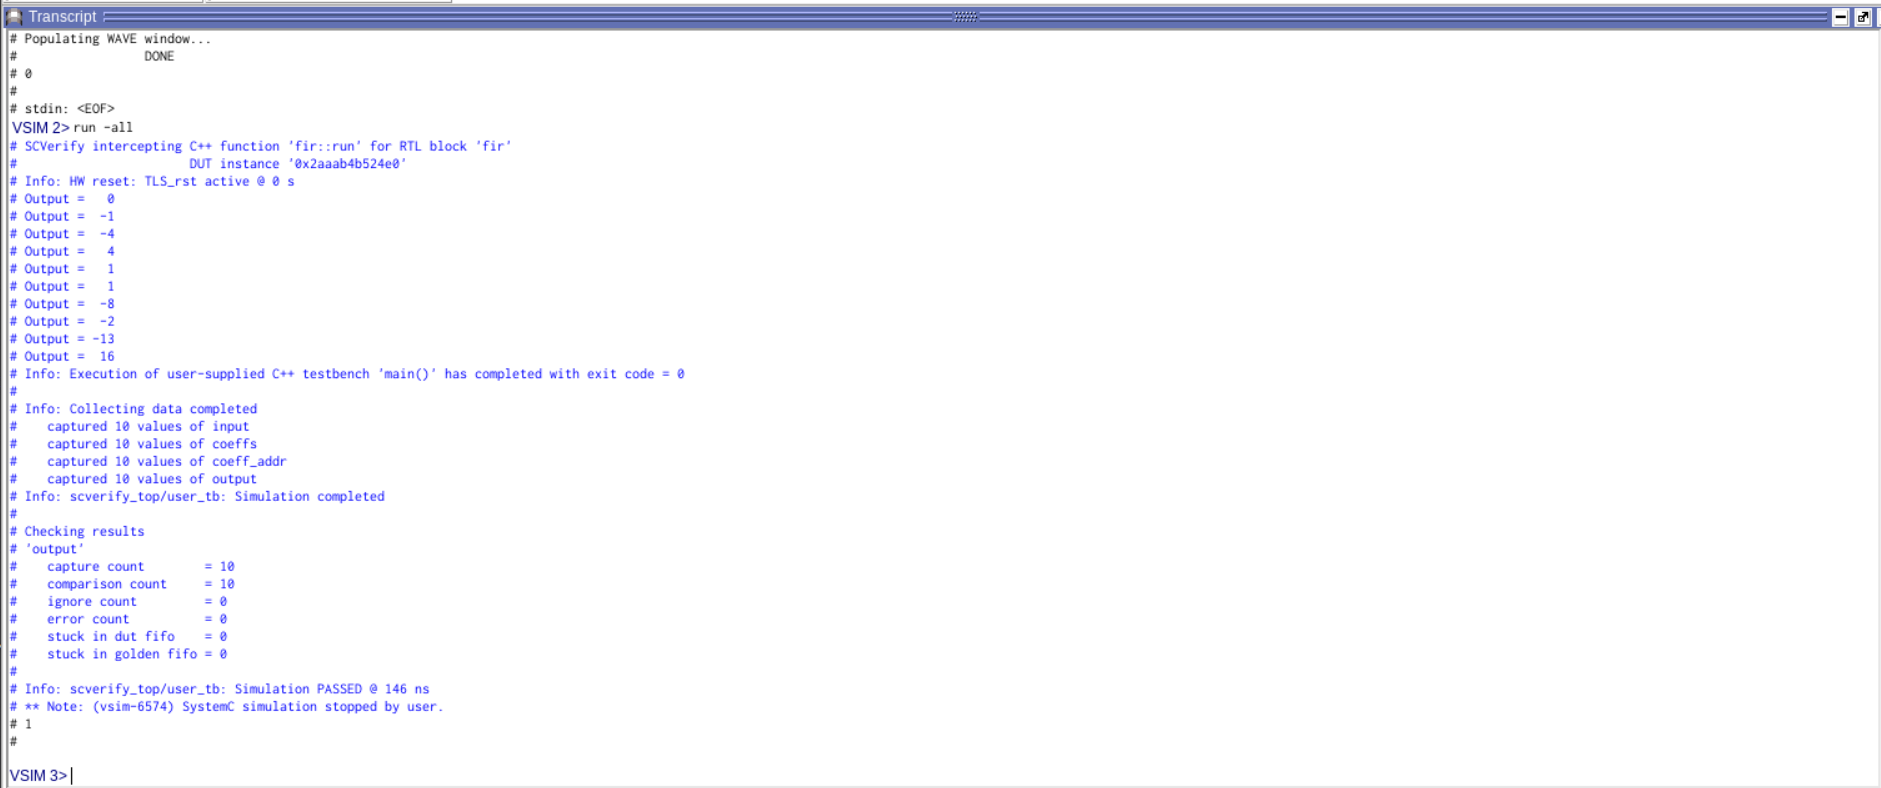 Transcript
# Populating WAVE window...
#                 DONE
# 0
#
# stdin: <EOF>
VSIM 2> run -all
# SCVerify intercepting C++ function 'fir::run' for RTL block 'fir'
#                       DUT instance '0x2aaab4b524e0'
# Info: HW reset: TLS_rst active @ 0 s
# Output =   0
# Output =  -1
# Output =  -4
# Output =   4
# Output =   1
# Output =   1
# Output =  -8
# Output =  -2
# Output = -13
# Output =  16
# Info: Execution of user-supplied C++ testbench 'main()' has completed with exit code = 0
#
# Info: Collecting data completed
#    captured 10 values of input
#    captured 10 values of coeffs
#    captured 10 values of coeff_addr
#    captured 10 values of output
# Info: scverify_top/user_tb: Simulation completed
#
# Checking results
# 'output'
#    capture count        = 10
#    comparison count     = 10
#    ignore count         = 0
#    error count          = 0
#    stuck in dut fifo    = 0
#    stuck in golden fifo = 0
#
# Info: scverify_top/user_tb: Simulation PASSED @ 146 ns
# ** Note: (vsim-6574) SystemC simulation stopped by user.
# 1
#
VSIM 3>